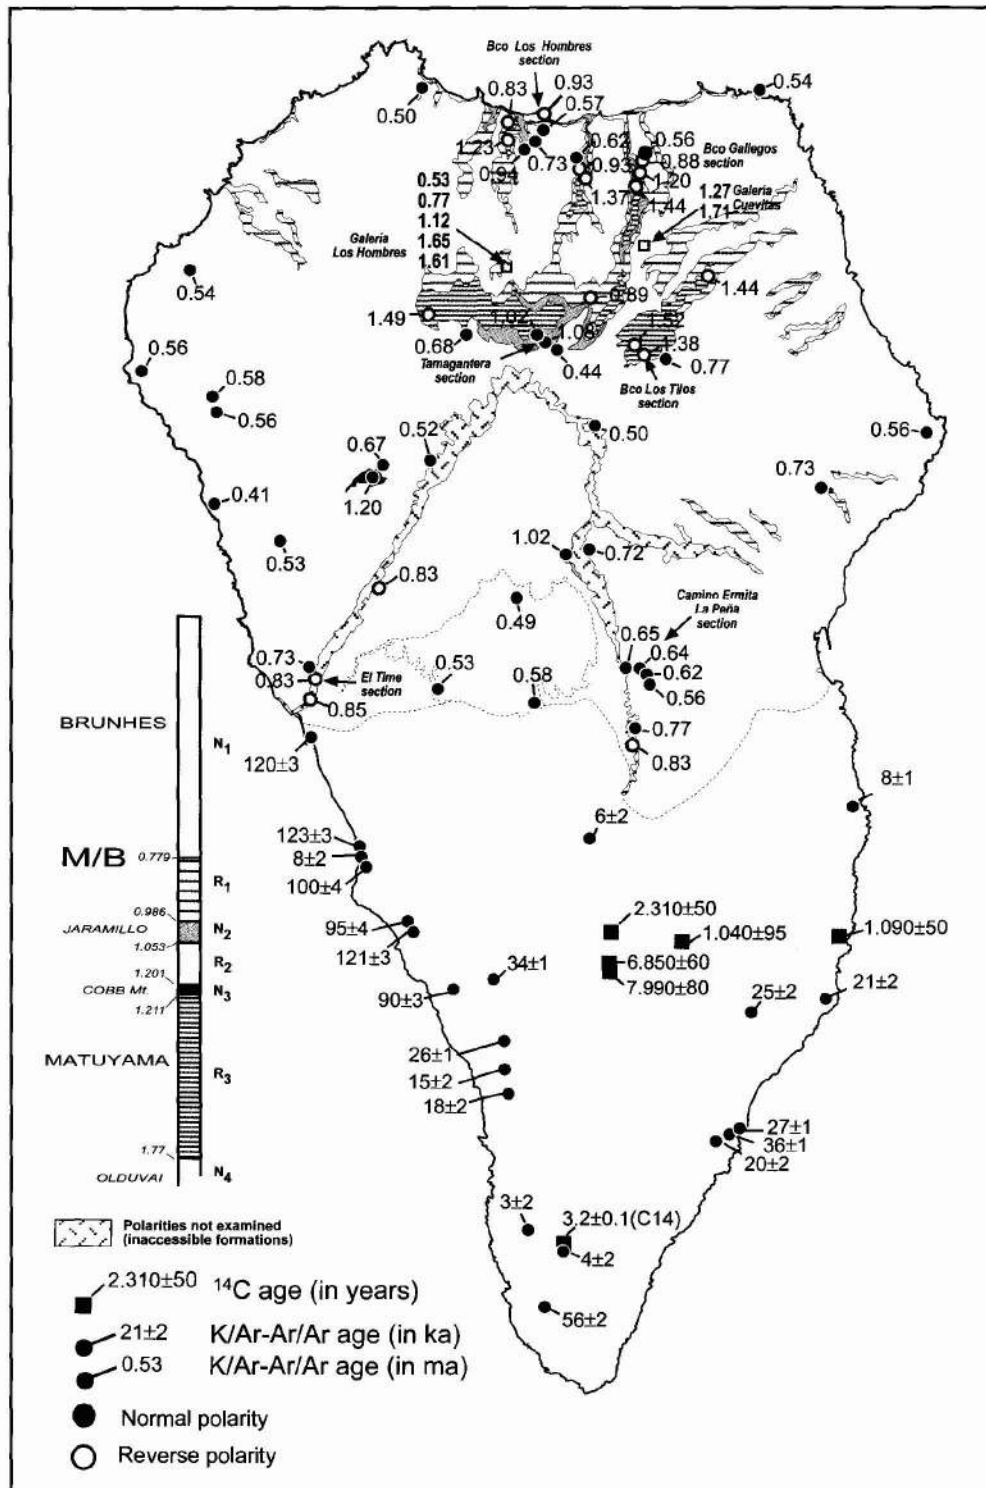 Bco Los Hombres
section
0.83
0.93
0.57
0.54
0.50
0.62
0.56
Bco Gallegos
section
1.23
0.94
0.73
0.93
0.88
1.20
1.37
1.44
0.53
0.77
1.12
1.65
1.61
1.27
1.71
Galería
Cuevitas
Galería
Los Hombres
0.54
1.44
0.89
1.49
1.02
1.08
1.38
0.68
Tamagantera
section
0.44
0.77
Bco Los Tilos
section
0.56
0.58
0.56
0.50
0.56
0.67
0.52
0.73
1.20
0.41
0.53
1.02
0.72
0.83
0.49
Camino Ermita
La Peña
section
0.65
0.64
0.62
0.56
0.73
0.83
El Time
section
0.53
0.58
0.85
0.77
0.83
BRUNHES
N1
120±3
8±1
6±2
M/B
0.779
123±3
8±2
100±4
R1
0.986
JARAMILLO
N2
1.053
95±4
121±3
2.310±50
1.040±95
1.090±50
R2
6.850±60
7.990±80
34±1
90±3
1.201
COBB Mt.
N3
1.211
25±2
21±2
MATUYAMA
R3
26±1
15±2
18±2
27±1
36±1
20±2
1.77
OLDUVAI
N4
3±2
3.2±0.1(C14)
4±2
56±2
Polarities not examined
(inaccessible formations)
2.310±50 14C age (in years)
21±2 K/Ar-Ar/Ar age (in ka)
0.53 K/Ar-Ar/Ar age (in ma)
Normal polarity
Reverse polarity